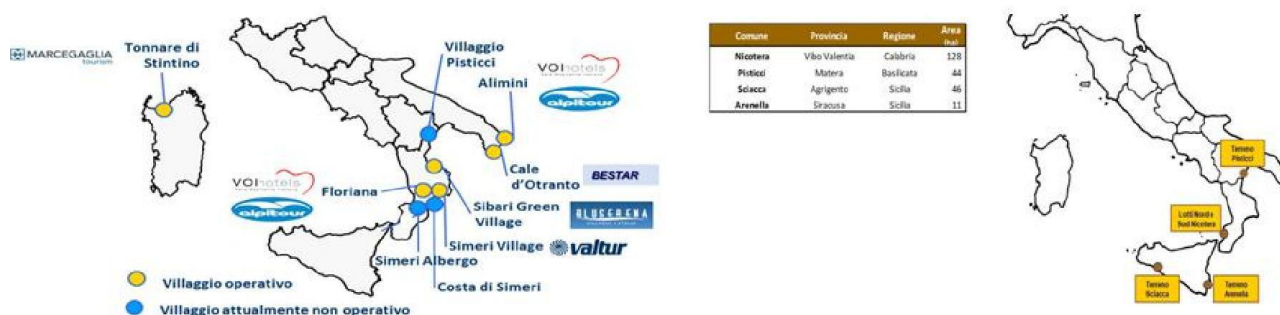 MARCEGAGLIA
tourism
Tonnare di
Stintino
Villaggio
Pisticci
VOIhotels
Alimini
alpitour
Cale
d'Otranto
BESTAR
VOIhotels
Floriana
alpitour
Sibari Green
Village
BLUSERENA
Simeri Village
valtur
Simeri Albergo
Costa di Simeri
Villaggio operativo
Villaggio attualmente non operativo
Comune Provincia Regione Area
(ha)
Nicotera Vibo Valentia Calabria 128
Pisticci Matera Basilicata 44
Sciacca Agrigento Sicilia 46
Arenella Siracusa Sicilia 11
Terreno
Pisticci
Lotti Nord e
Sud Nicotera
Terreno
Sciacca
Terreno
Arenella